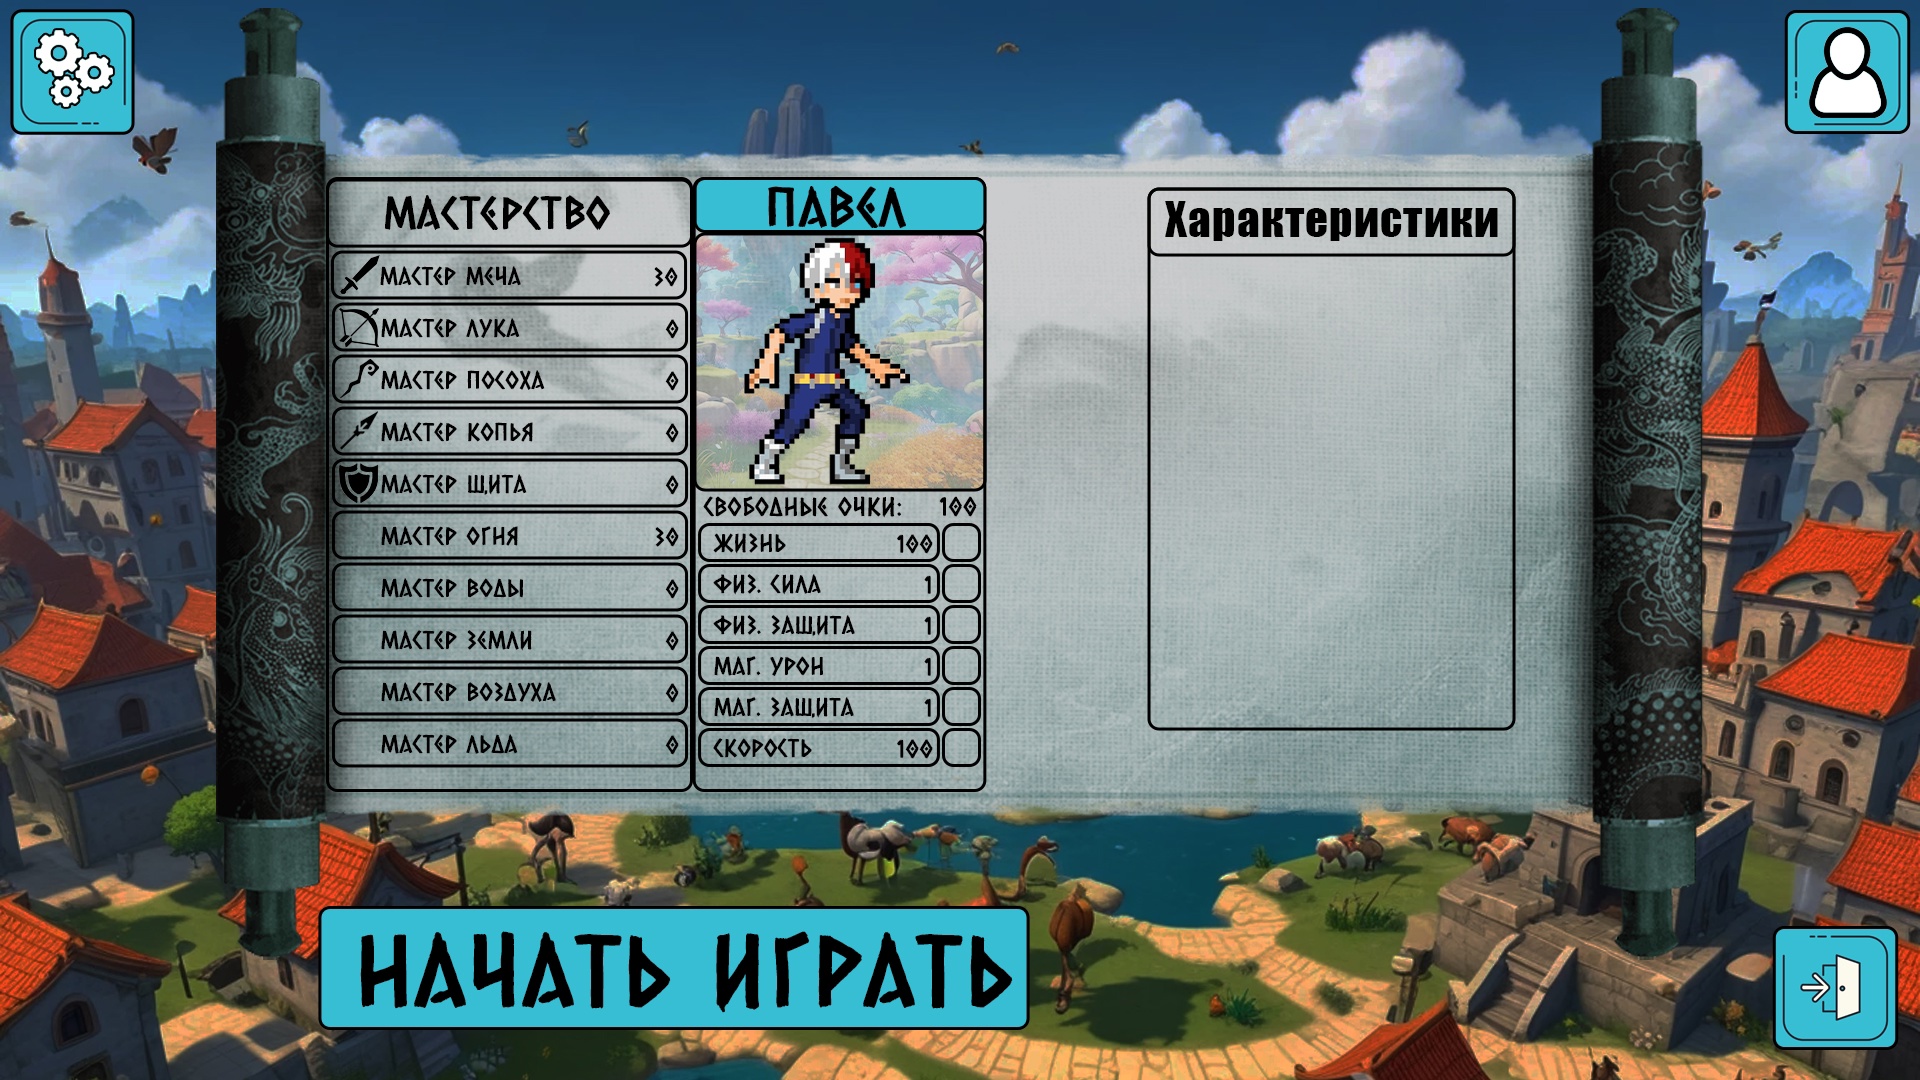 МАСТЕРСТВО
МАСТЕР МЕЧА 30
МАСТЕР ЛУКА 0
МАСТЕР ПОСОХА 0
МАСТЕР КОПЬЯ 0
МАСТЕР ЩИТА 0
МАСТЕР ОГНЯ 30
МАСТЕР ВОДЫ 0
МАСТЕР ЗЕМЛИ 0
МАСТЕР ВОЗДУХА 0
МАСТЕР ЛЬДА 0
ПАВЕЛ
СВОБОДНЫЕ ОЧКИ: 100
ЖИЗНЬ 100
ФИЗ. СИЛА 1
ФИЗ. ЗАЩИТА 1
МАГ. УРОН 1
МАГ. ЗАЩИТА 1
СКОРОСТЬ 100
Характеристики
НАЧАТЬ ИГРАТЬ